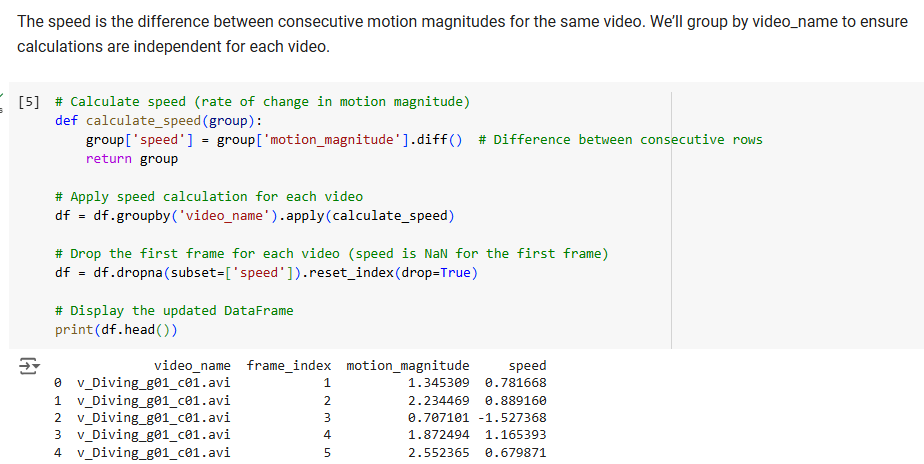 The speed is the difference between consecutive motion magnitudes for the same video. We'll group by video_name to ensure
calculations are independent for each video.
[5] # Calculate speed (rate of change in motion magnitude)
def calculate_speed(group):
    group['speed'] = group['motion_magnitude'].diff()  # Difference between consecutive rows
    return group
# Apply speed calculation for each video
df = df.groupby('video_name').apply(calculate_speed)
# Drop the first frame for each video (speed is NaN for the first frame)
df = df.dropna(subset=['speed']).reset_index(drop=True)
# Display the updated DataFrame
print(df.head())
video_name  frame_index  motion_magnitude     speed
0  v_Diving_g01_c01.avi            1          1.345309  0.781668
1  v_Diving_g01_c01.avi            2          2.234469  0.889160
2  v_Diving_g01_c01.avi            3          0.707101 -1.527368
3  v_Diving_g01_c01.avi            4          1.872494  1.165393
4  v_Diving_g01_c01.avi            5          2.552365  0.679871